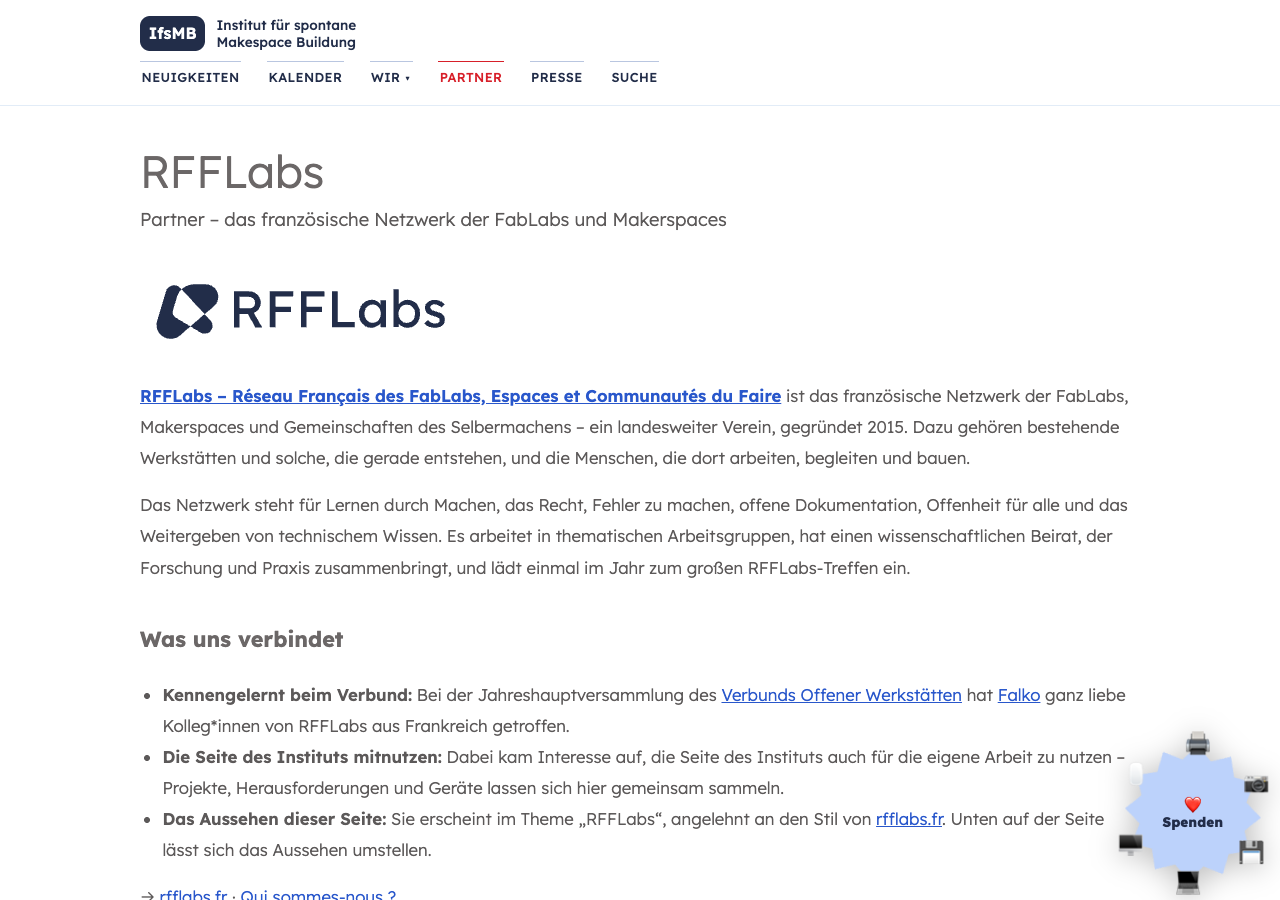 IfsMB
Institut für spontane
Makespace Buildung
NEUIGKEITEN KALENDER WIR ▾ PARTNER PRESSE SUCHE
RFFLabs
Partner – das französische Netzwerk der FabLabs und Makerspaces
RFFLabs
RFFLabs – Réseau Français des FabLabs, Espaces et Communautés du Faire ist das französische Netzwerk der FabLabs,
Makerspaces und Gemeinschaften des Selbermachens – ein landesweiter Verein, gegründet 2015. Dazu gehören bestehende
Werkstätten und solche, die gerade entstehen, und die Menschen, die dort arbeiten, begleiten und bauen.
Das Netzwerk steht für Lernen durch Machen, das Recht, Fehler zu machen, offene Dokumentation, Offenheit für alle und das
Weitergeben von technischem Wissen. Es arbeitet in thematischen Arbeitsgruppen, hat einen wissenschaftlichen Beirat, der
Forschung und Praxis zusammenbringt, und lädt einmal im Jahr zum großen RFFLabs-Treffen ein.
Was uns verbindet
• Kennengelernt beim Verbund: Bei der Jahreshauptversammlung des Verbunds Offener Werkstätten hat Falko ganz liebe
Kolleg*innen von RFFLabs aus Frankreich getroffen.
• Die Seite des Instituts mitnutzen: Dabei kam Interesse auf, die Seite des Instituts auch für die eigene Arbeit zu nutzen –
Projekte, Herausforderungen und Geräte lassen sich hier gemeinsam sammeln.
• Das Aussehen dieser Seite: Sie erscheint im Theme „RFFLabs“, angelehnt an den Stil von rfflabs.fr. Unten auf der Seite
lässt sich das Aussehen umstellen.
→ rfflabs.fr · Qui sommes-nous ?
❤️
Spenden